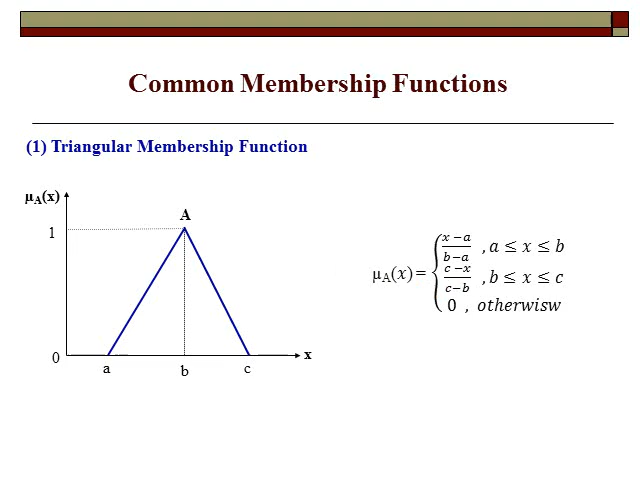 Common Membership Functions
(1) Triangular Membership Function
μA(x)
A
1
0
a
b
c
x
μA(x) = {
x − a / b−a , a ≤ x ≤ b
c − x / c−b , b ≤ x ≤ c
0 , otherwisw